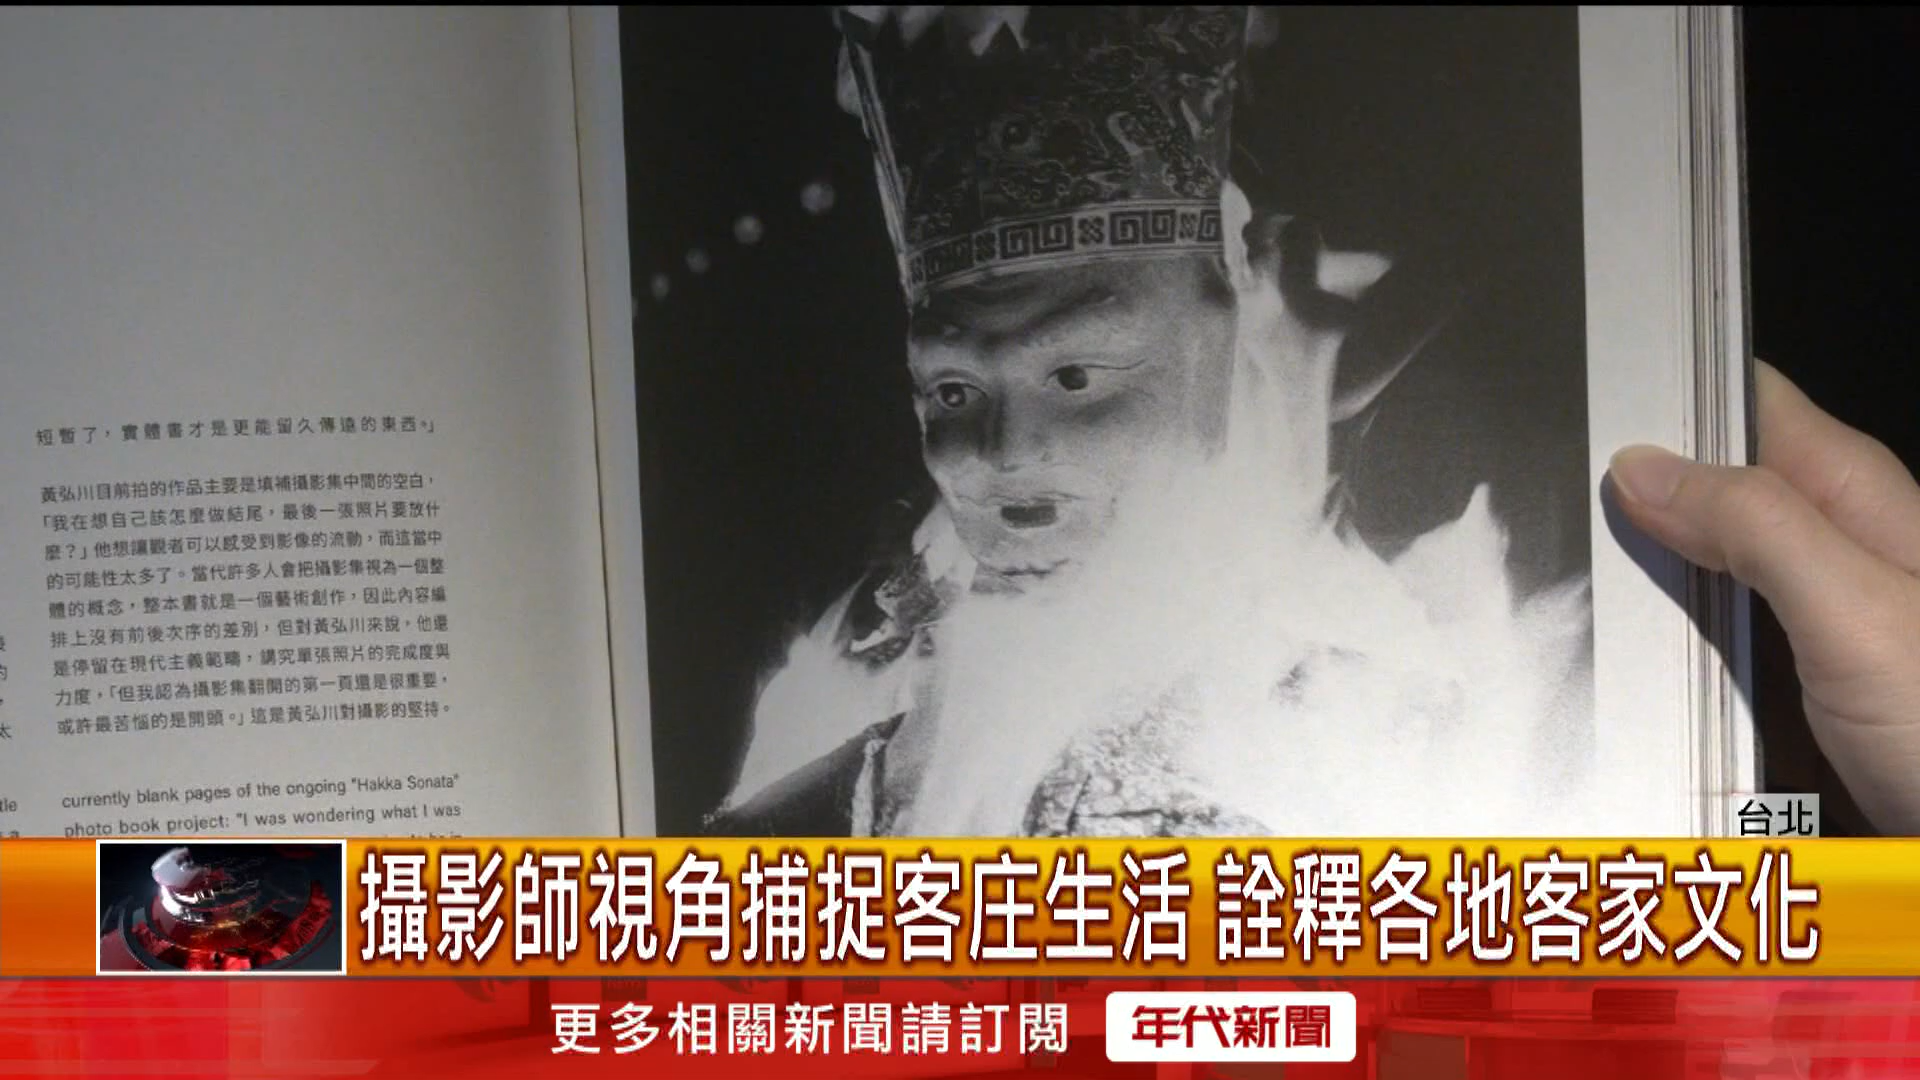 短暫了，實體書才是更能留久傳遠的東西。」
黃弘川目前拍的作品主要是填補攝影集中間的空白，
「我在想自己該怎麼做結尾，最後一張照片要放什
麼？」他想讓觀者可以感受到影像的流動，而這當中
的可能性太多了。當代許多人會把攝影集視為一個整
體的概念，整本書就是一個藝術創作，因此內容編
排上沒有前後次序的差別，但對黃弘川來說，他還
是停留在現代主義範疇，講究單張照片的完成度與
力度，「但我認為攝影集翻開的第一頁還是很重要，
或許最苦惱的是開頭。」這是黃弘川對攝影的堅持。
的
太
currently blank pages of the ongoing "Hakka Sonata"
photo book project: "I was wondering what I was
台北
攝影師視角捕捉客庄生活 詮釋各地客家文化
更多相關新聞請訂閱 年代新聞